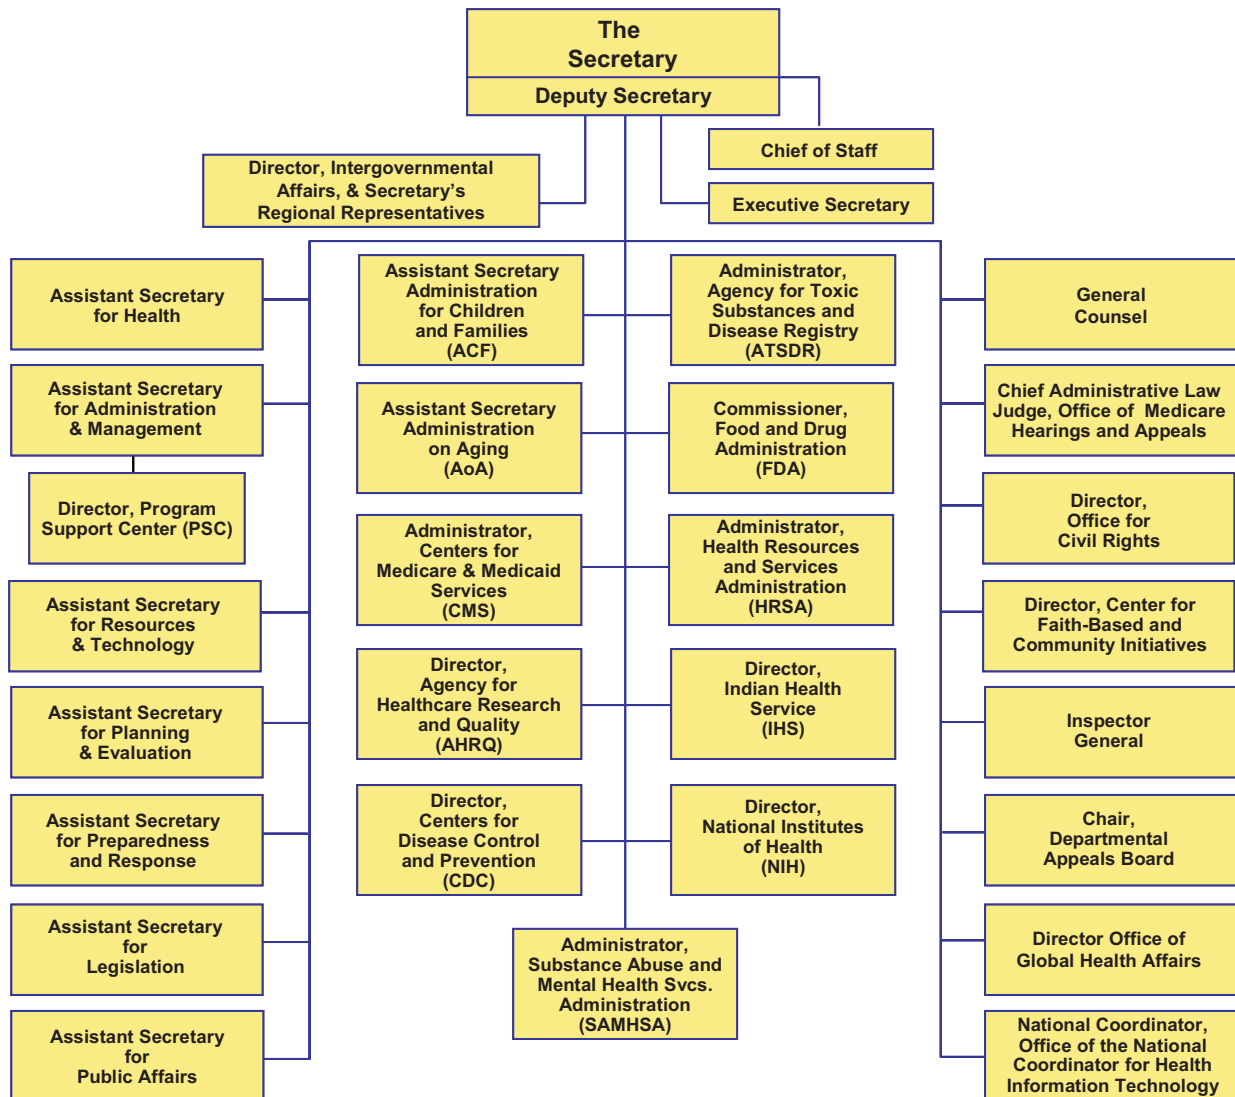 The
Secretary
Deputy Secretary
Chief of Staff
Director, Intergovernmental
Affairs, & Secretary’s
Regional Representatives
Executive Secretary
Assistant Secretary
for Health
Assistant Secretary
for Administration
& Management
Director, Program
Support Center (PSC)
Assistant Secretary
for Resources
& Technology
Assistant Secretary
for Planning
& Evaluation
Assistant Secretary
for Preparedness
and Response
Assistant Secretary
for
Legislation
Assistant Secretary
for
Public Affairs
Assistant Secretary
Administration
for Children
and Families
(ACF)
Assistant Secretary
Administration
on Aging
(AoA)
Administrator,
Centers for
Medicare & Medicaid
Services
(CMS)
Director,
Agency for
Healthcare Research
and Quality
(AHRQ)
Director,
Centers for
Disease Control
and Prevention
(CDC)
Administrator,
Agency for Toxic
Substances and
Disease Registry
(ATSDR)
Commissioner,
Food and Drug
Administration
(FDA)
Administrator,
Health Resources
and Services
Administration
(HRSA)
Director,
Indian Health
Service
(IHS)
Director,
National Institutes
of Health
(NIH)
Administrator,
Substance Abuse and
Mental Health Svcs.
Administration
(SAMHSA)
General
Counsel
Chief Administrative Law
Judge, Office of Medicare
Hearings and Appeals
Director,
Office for
Civil Rights
Director, Center for
Faith-Based and
Community Initiatives
Inspector
General
Chair,
Departmental
Appeals Board
Director Office of
Global Health Affairs
National Coordinator,
Office of the National
Coordinator for Health
Information Technology